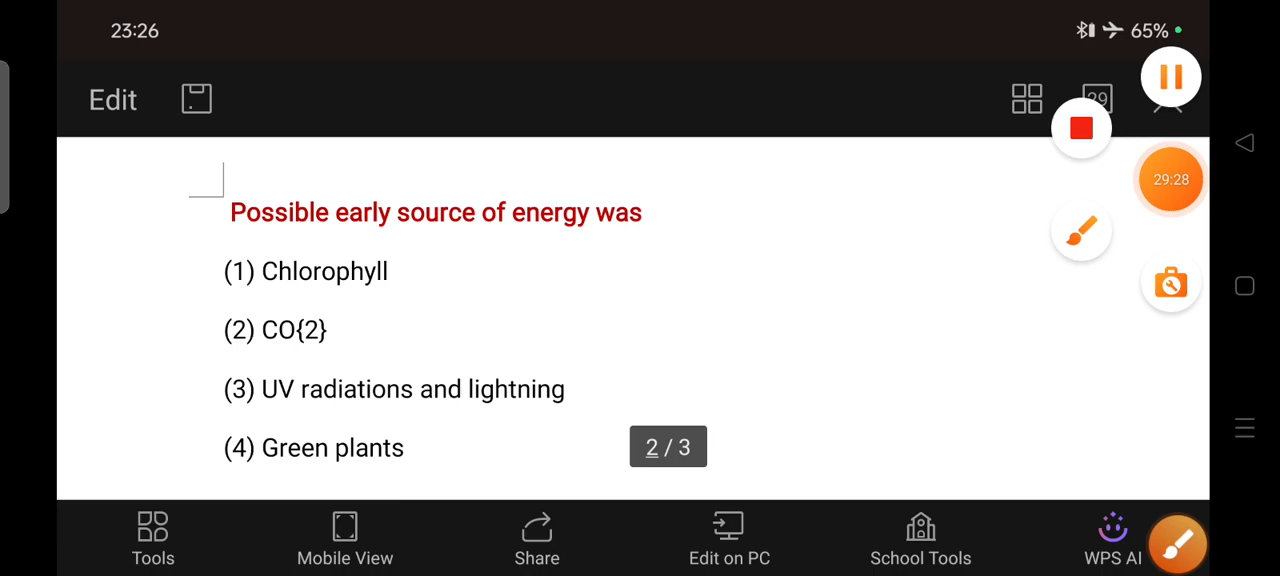 23:26
65%
Edit
29
29:28
Possible early source of energy was
(1) Chlorophyll
(2) CO{2}
(3) UV radiations and lightning
(4) Green plants
2 / 3
Tools
Mobile View
Share
Edit on PC
School Tools
WPS AI